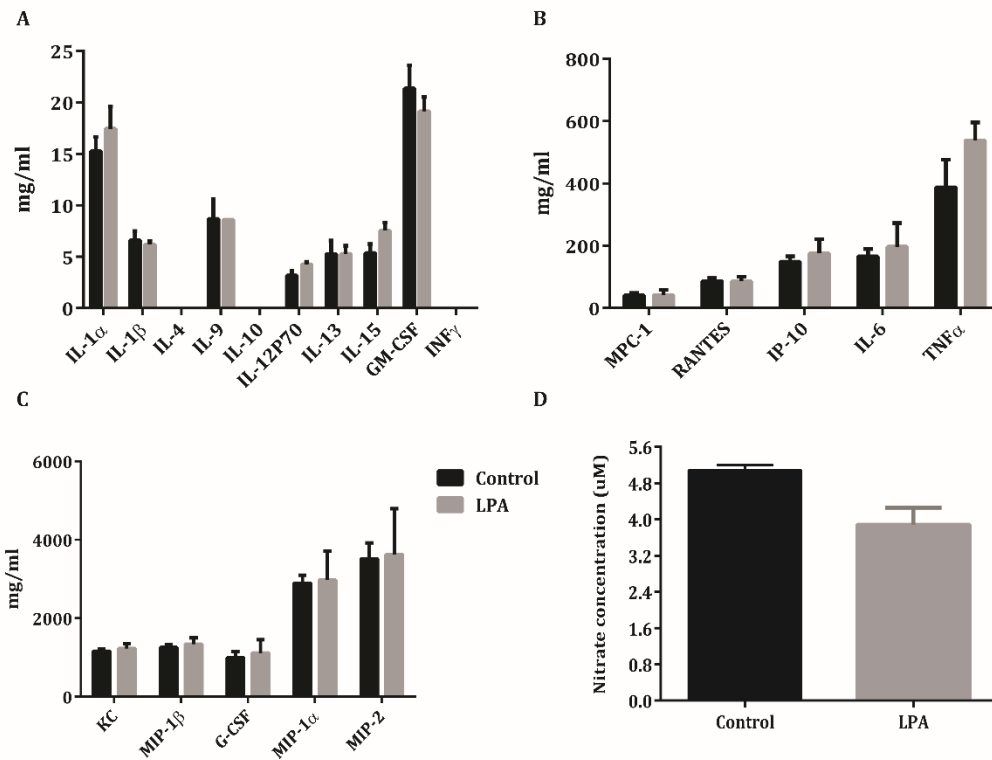 A
25
20
15
10
5
0
mg/ml
IL-1α
IL-1β
IL-4
IL-9
IL-10
IL-12P70
IL-13
IL-15
GM-CSF
INFγ
B
800
600
400
200
0
mg/ml
MPC-1
RANTES
IP-10
IL-6
TNFα
C
6000
4000
2000
0
mg/ml
KC
MIP-1β
G-CSF
MIP-1α
MIP-2
Control
LPA
D
5.6
4.8
4.0
3.2
2.4
1.6
0.8
0.0
Nitrate concentration (uM)
Control
LPA